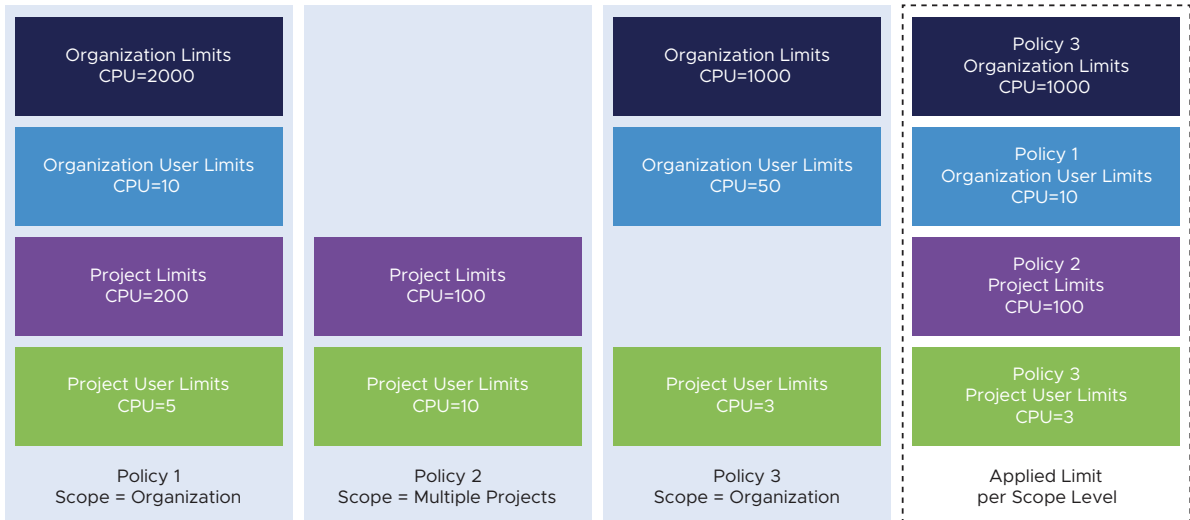 Organization Limits
CPU=2000
Organization User Limits
CPU=10
Project Limits
CPU=200
Project User Limits
CPU=5
Policy 1
Scope = Organization
Project Limits
CPU=100
Project User Limits
CPU=10
Policy 2
Scope = Multiple Projects
Organization Limits
CPU=1000
Organization User Limits
CPU=50
Project User Limits
CPU=3
Policy 3
Scope = Organization
Policy 3
Organization Limits
CPU=1000
Policy 1
Organization User Limits
CPU=10
Policy 2
Project Limits
CPU=100
Policy 3
Project User Limits
CPU=3
Applied Limit
per Scope Level